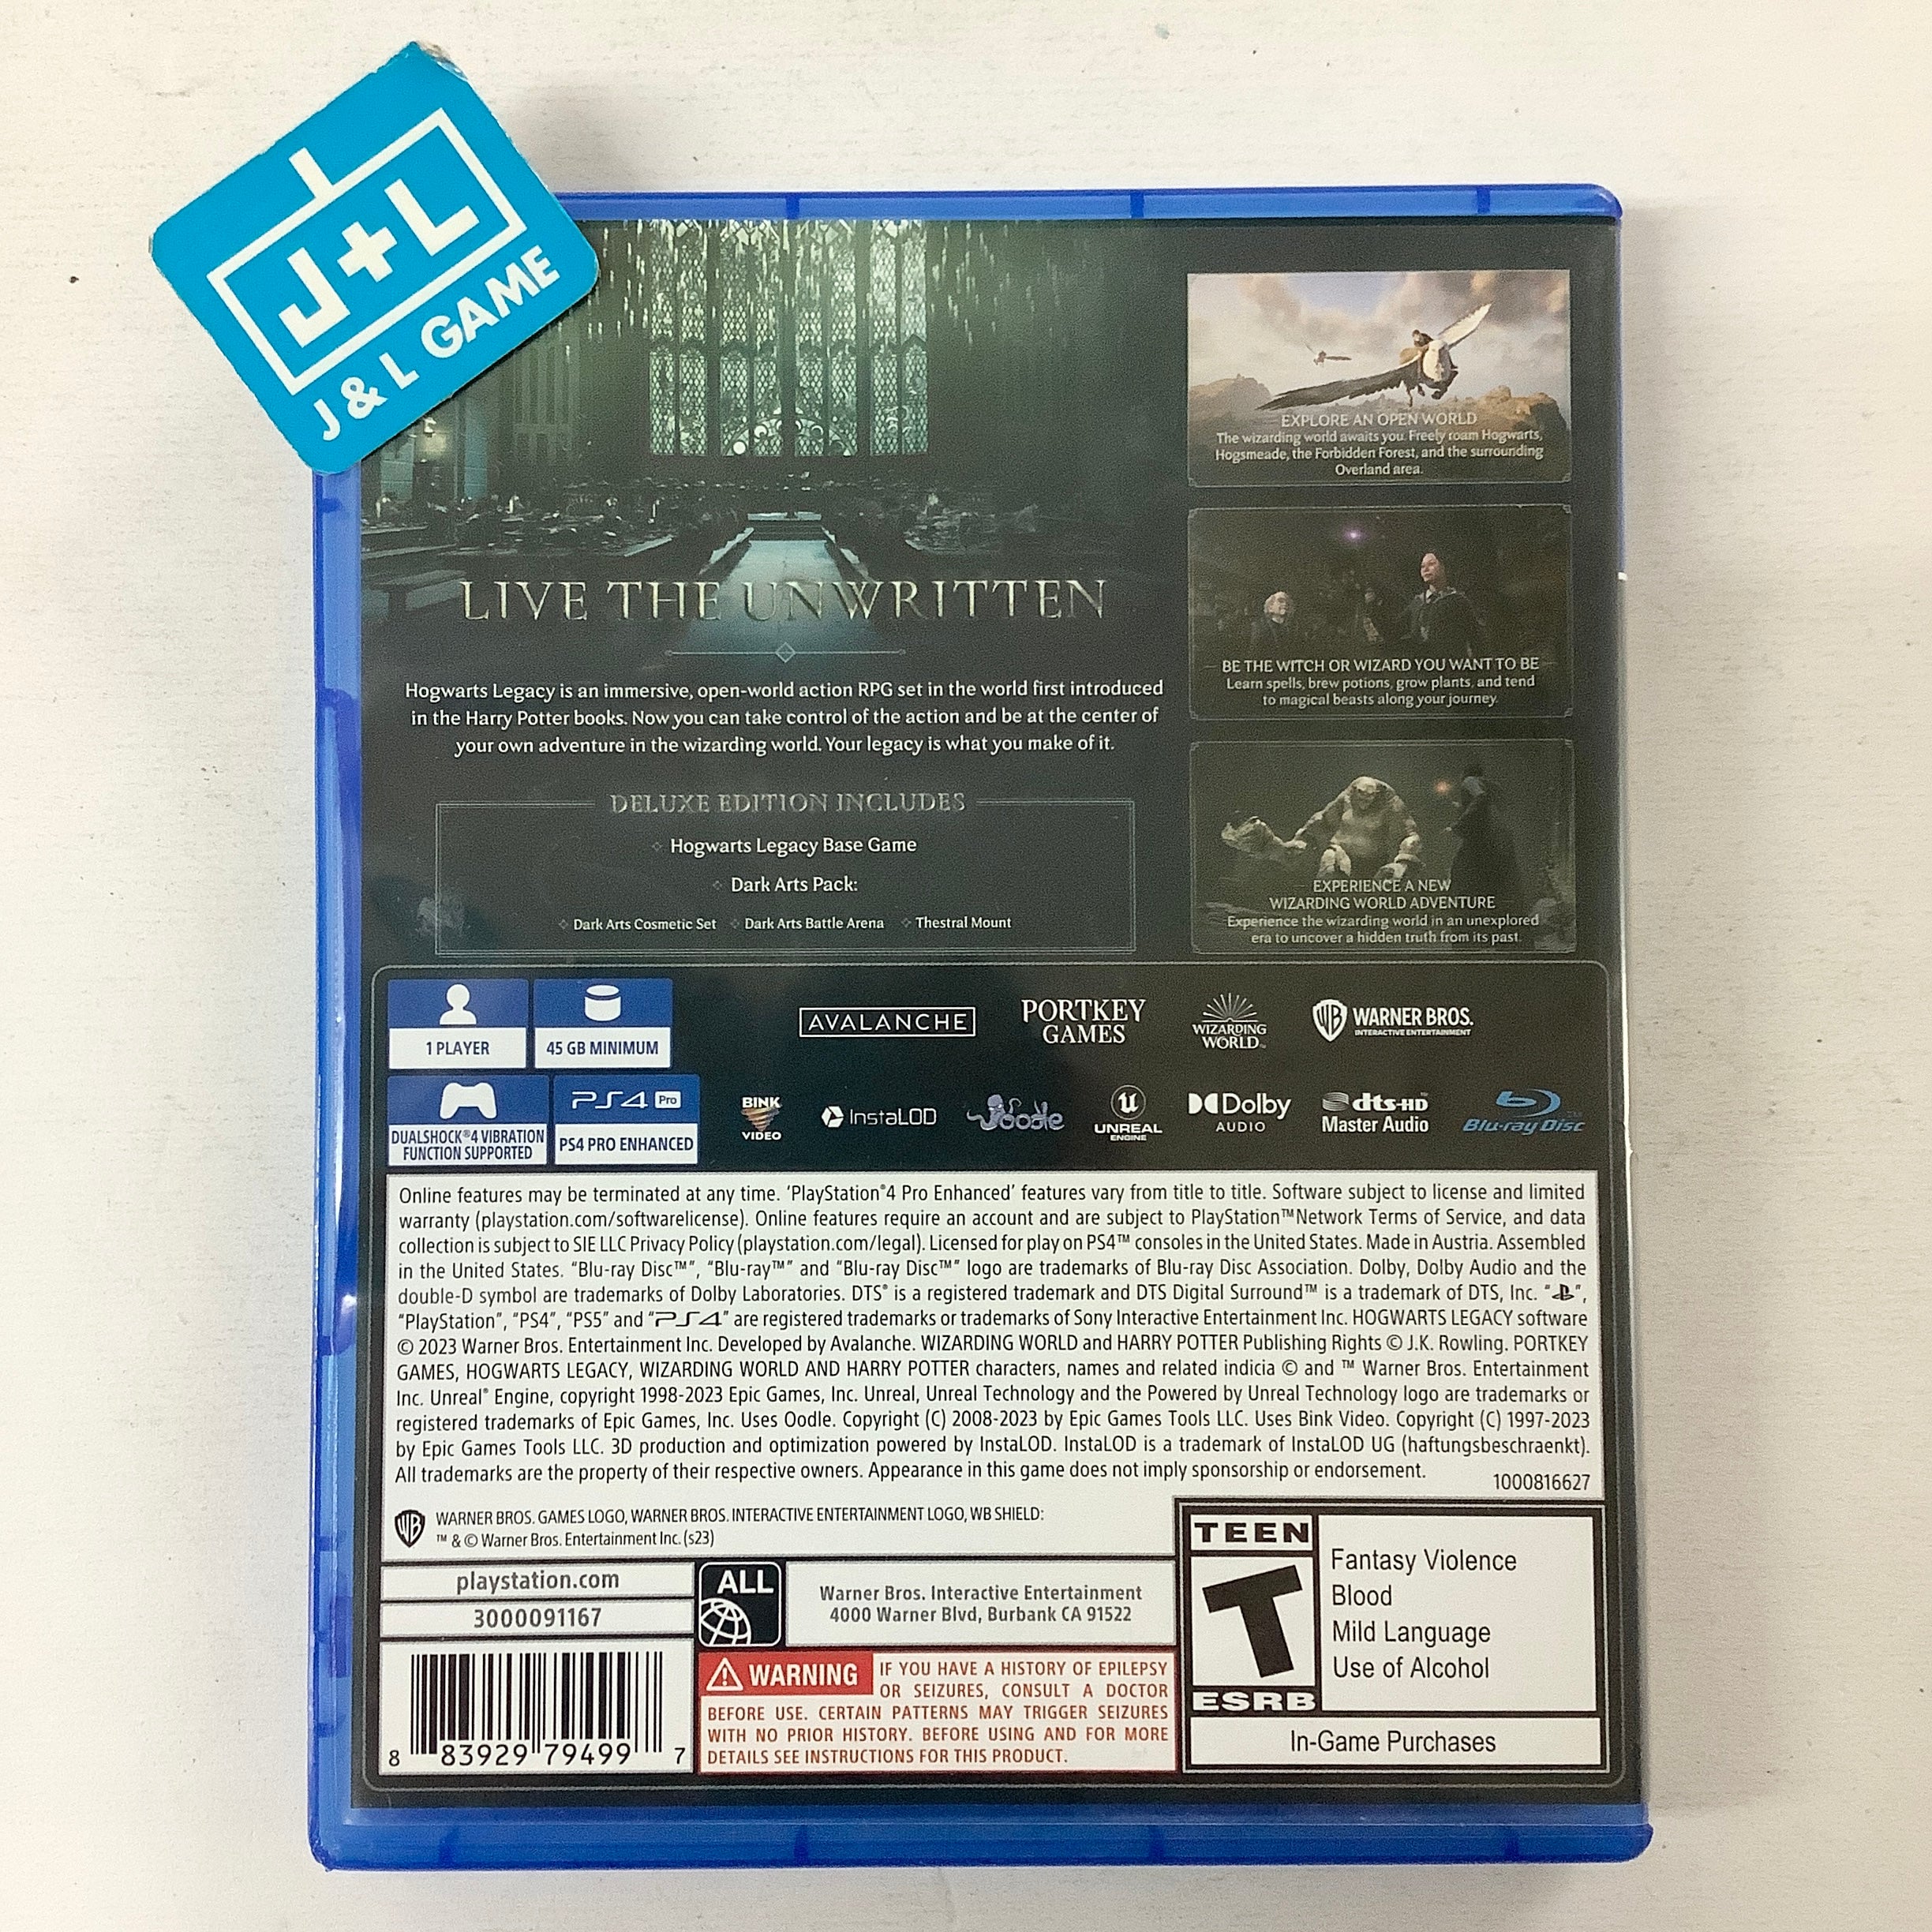 J+L
J & L GAME
LIVE THE UNWRITTEN
Hogwarts Legacy is an immersive, open-world action RPG set in the world first introduced
in the Harry Potter books. Now you can take control of the action and be at the center of
your own adventure in the wizarding world. Your legacy is what you make of it.
DELUXE EDITION INCLUDES
Hogwarts Legacy Base Game
Dark Arts Pack:
Dark Arts Cosmetic Set Dark Arts Battle Arena Thestral Mount
EXPLORE AN OPEN WORLD
The wizarding world awaits you. Freely roam Hogwarts,
Hogsmeade, the Forbidden Forest, and the surrounding
Overland area.
BE THE WITCH OR WIZARD YOU WANT TO BE
Learn spells, brew potions, grow plants, and tend
to magical beasts along your journey.
EXPERIENCE A NEW
WIZARDING WORLD ADVENTURE
Experience the wizarding world in an unexplored
era to uncover a hidden truth from its past.
1 PLAYER
45 GB MINIMUM
AVALANCHE
PORTKEY
GAMES
WIZARDING
WORLD™
WB WARNER BROS.
INTERACTIVE ENTERTAINMENT
DUALSHOCK®4 VIBRATION
FUNCTION SUPPORTED
PS4 Pro
PS4 PRO ENHANCED
BINK
VIDEO
InstaLOD
Oodle
UNREAL
ENGINE
Dolby
AUDIO
dts-HD
Master Audio
Blu-ray Disc
Online features may be terminated at any time. ‘PlayStation®4 Pro Enhanced’ features vary from title to title. Software subject to license and limited
warranty (playstation.com/softwarelicense). Online features require an account and are subject to PlayStation™Network Terms of Service, and data
collection is subject to SIE LLC Privacy Policy (playstation.com/legal). Licensed for play on PS4™ consoles in the United States. Made in Austria. Assembled
in the United States. “Blu-ray Disc™”, “Blu-ray™” and “Blu-ray Disc™” logo are trademarks of Blu-ray Disc Association. Dolby, Dolby Audio and the
double-D symbol are trademarks of Dolby Laboratories. DTS® is a registered trademark and DTS Digital Surround™ is a trademark of DTS, Inc. “PS”,
“PlayStation”, “PS4”, “PS5” and “PS4” are registered trademarks or trademarks of Sony Interactive Entertainment Inc. HOGWARTS LEGACY software
© 2023 Warner Bros. Entertainment Inc. Developed by Avalanche. WIZARDING WORLD and HARRY POTTER Publishing Rights © J.K. Rowling. PORTKEY
GAMES, HOGWARTS LEGACY, WIZARDING WORLD AND HARRY POTTER characters, names and related indicia © and ™ Warner Bros. Entertainment
Inc. Unreal® Engine, copyright 1998-2023 Epic Games, Inc. Unreal, Unreal Technology and the Powered by Unreal Technology logo are trademarks or
registered trademarks of Epic Games, Inc. Uses Oodle. Copyright (C) 2008-2023 by Epic Games Tools LLC. Uses Bink Video. Copyright (C) 1997-2023
by Epic Games Tools LLC. 3D production and optimization powered by InstaLOD. InstaLOD is a trademark of InstaLOD UG (haftungsbeschraenkt).
All trademarks are the property of their respective owners. Appearance in this game does not imply sponsorship or endorsement.
1000816627
WB WARNER BROS. GAMES LOGO, WARNER BROS. INTERACTIVE ENTERTAINMENT LOGO, WB SHIELD:
™ & © Warner Bros. Entertainment Inc. (s23)
playstation.com
3000091167
ALL
Warner Bros. Interactive Entertainment
4000 Warner Blvd, Burbank CA 91522
8 83929 79499 7
WARNING IF YOU HAVE A HISTORY OF EPILEPSY
OR SEIZURES, CONSULT A DOCTOR
BEFORE USE. CERTAIN PATTERNS MAY TRIGGER SEIZURES
WITH NO PRIOR HISTORY. BEFORE USING AND FOR MORE
DETAILS SEE INSTRUCTIONS FOR THIS PRODUCT.
TEEN
T
ESRB
Fantasy Violence
Blood
Mild Language
Use of Alcohol
In-Game Purchases